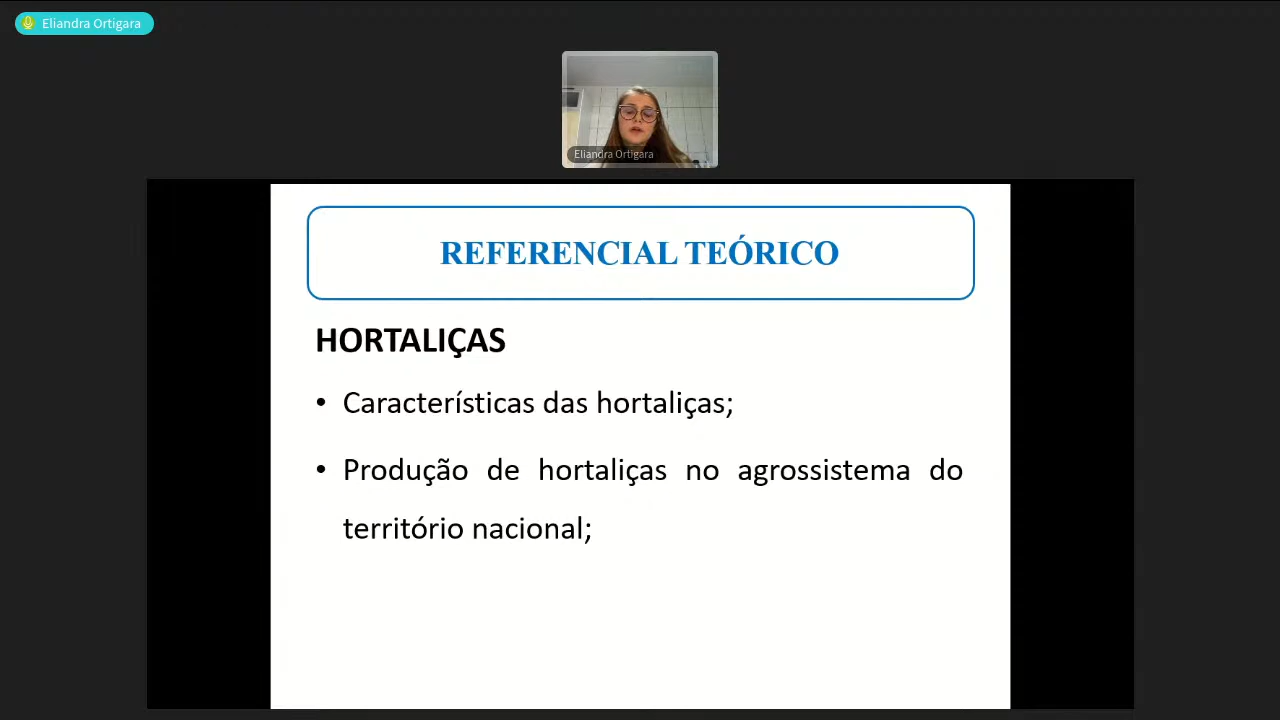 Eliandra Ortigara
Eliandra Ortigara
REFERENCIAL TEÓRICO
HORTALIÇAS
• Características das hortaliças;
• Produção de hortaliças no agrossistema do
território nacional;